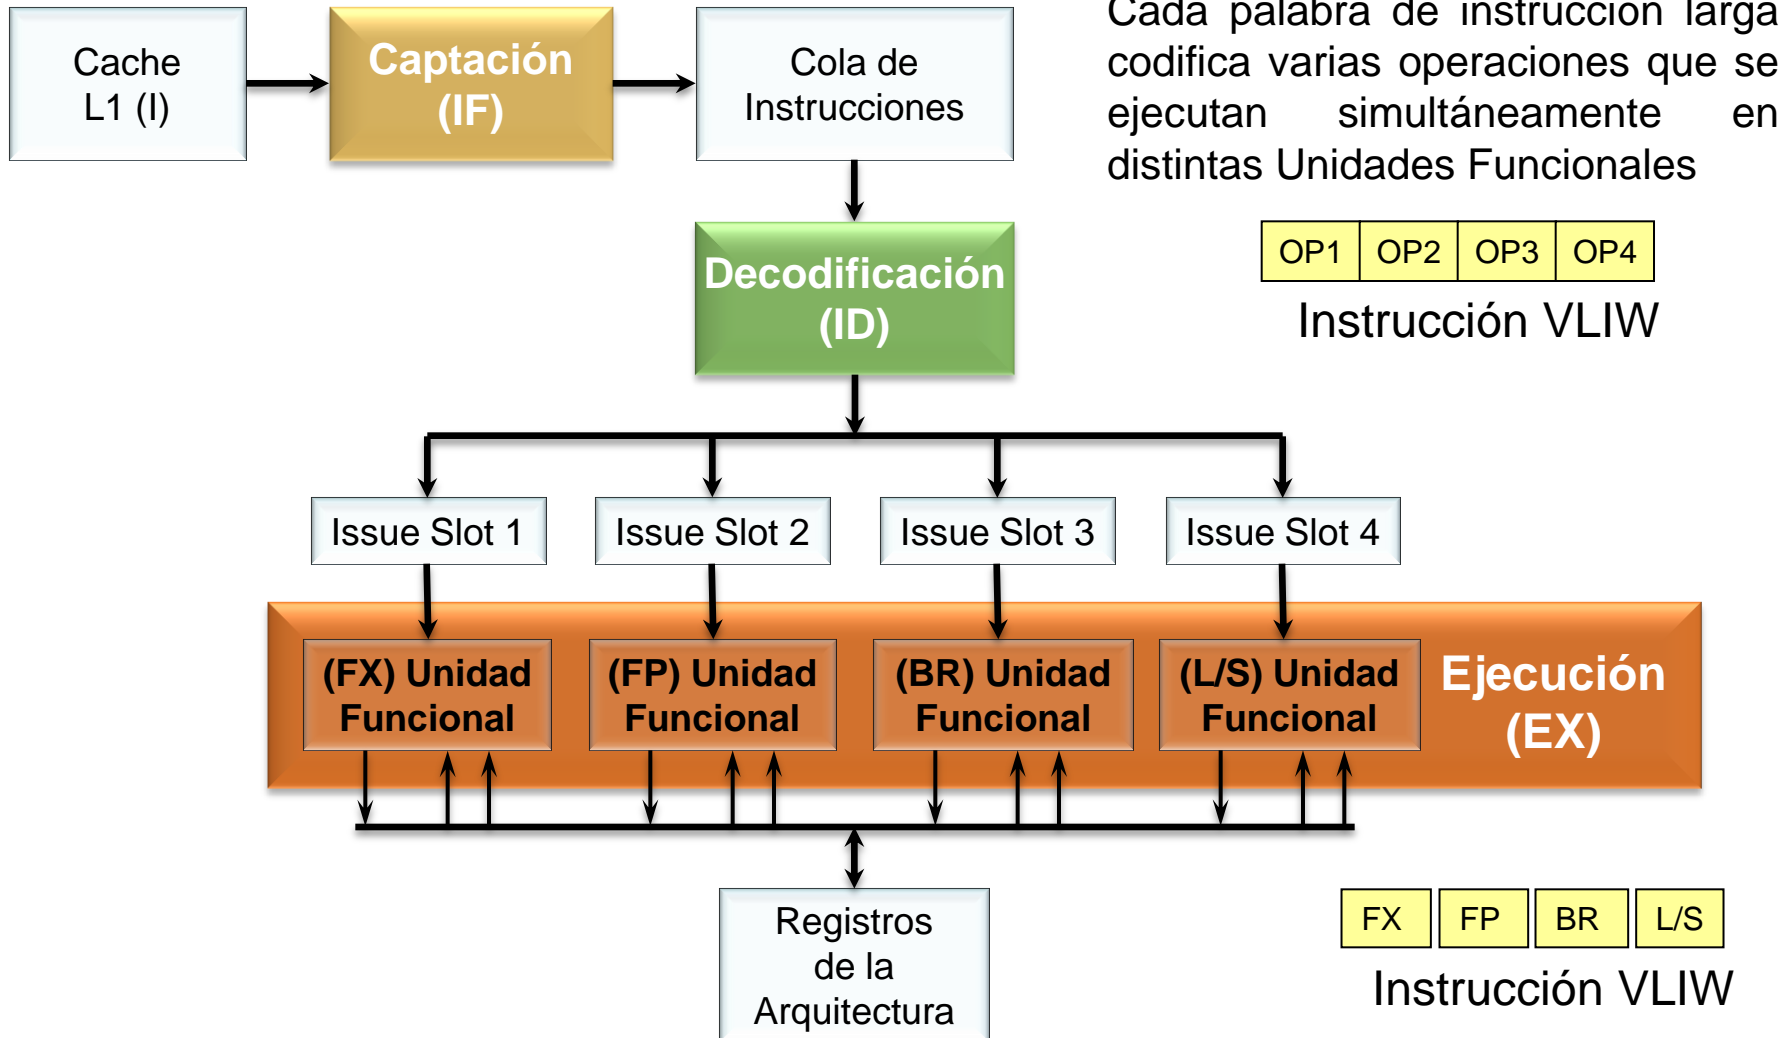 Cada palabra de instrucción larga
codifica varias operaciones que se
ejecutan simultáneamente en
distintas Unidades Funcionales
Cache
L1 (I)
Captación
(IF)
Cola de
Instrucciones
Decodificación
(ID)
OP1 OP2 OP3 OP4
Instrucción VLIW
Issue Slot 1
Issue Slot 2
Issue Slot 3
Issue Slot 4
(FX) Unidad
Funcional
(FP) Unidad
Funcional
(BR) Unidad
Funcional
(L/S) Unidad
Funcional
Ejecución
(EX)
Registros
de la
Arquitectura
FX FP BR L/S
Instrucción VLIW